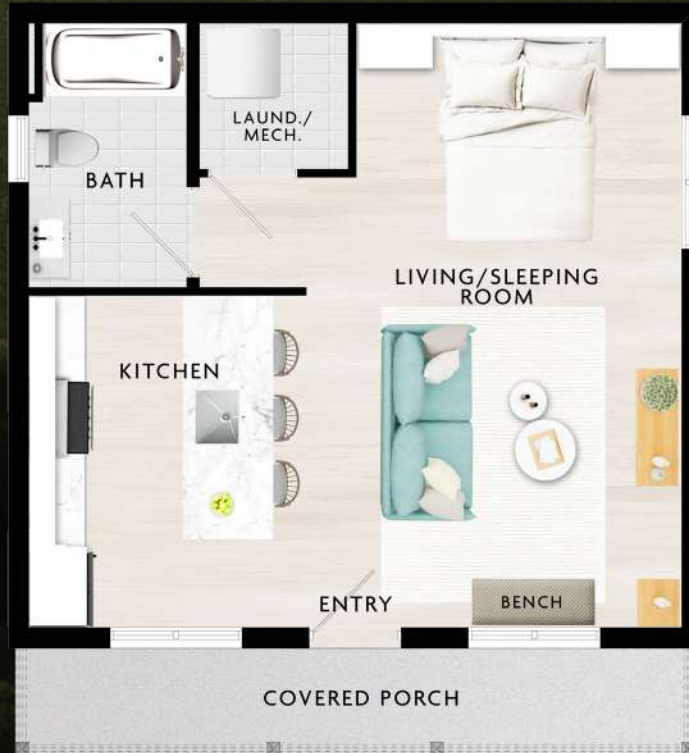 LAUND./
MECH.
BATH
LIVING/SLEEPING
ROOM
KITCHEN
ENTRY
BENCH
COVERED PORCH